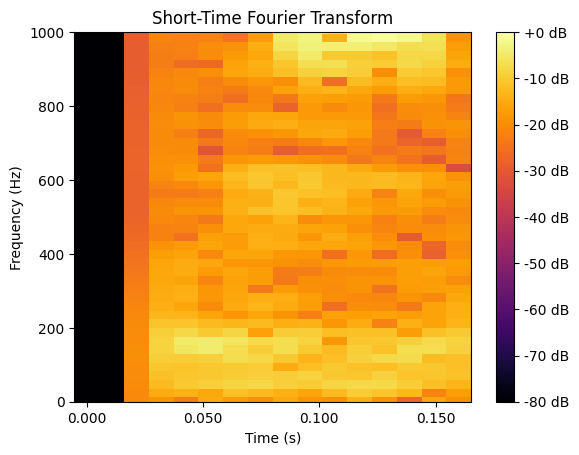 Short-Time Fourier Transform
1000
800
600
400
200
0
Frequency (Hz)
0.000
0.050
0.100
0.150
Time (s)
+0 dB
-10 dB
-20 dB
-30 dB
-40 dB
-50 dB
-60 dB
-70 dB
-80 dB